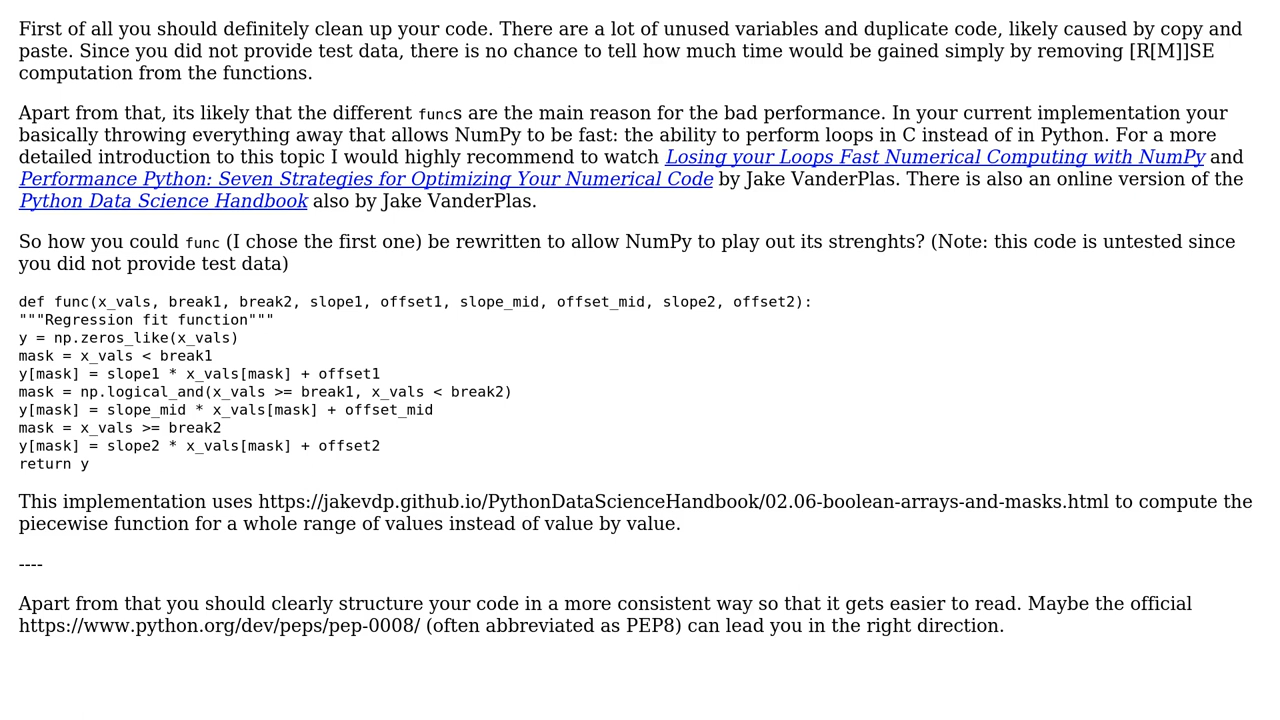 First of all you should definitely clean up your code. There are a lot of unused variables and duplicate code, likely caused by copy and
paste. Since you did not provide test data, there is no chance to tell how much time would be gained simply by removing [R[M]]SE
computation from the functions.
Apart from that, its likely that the different funcs are the main reason for the bad performance. In your current implementation your
basically throwing everything away that allows NumPy to be fast: the ability to perform loops in C instead of in Python. For a more
detailed introduction to this topic I would highly recommend to watch Losing your Loops Fast Numerical Computing with NumPy and
Performance Python: Seven Strategies for Optimizing Your Numerical Code by Jake VanderPlas. There is also an online version of the
Python Data Science Handbook also by Jake VanderPlas.
So how you could func (I chose the first one) be rewritten to allow NumPy to play out its strenghts? (Note: this code is untested since
you did not provide test data)
def func(x_vals, break1, break2, slope1, offset1, slope_mid, offset_mid, slope2, offset2):
"""Regression fit function"""
y = np.zeros_like(x_vals)
mask = x_vals < break1
y[mask] = slope1 * x_vals[mask] + offset1
mask = np.logical_and(x_vals >= break1, x_vals < break2)
y[mask] = slope_mid * x_vals[mask] + offset_mid
mask = x_vals >= break2
y[mask] = slope2 * x_vals[mask] + offset2
return y
This implementation uses https://jakevdp.github.io/PythonDataScienceHandbook/02.06-boolean-arrays-and-masks.html to compute the
piecewise function for a whole range of values instead of value by value.
----
Apart from that you should clearly structure your code in a more consistent way so that it gets easier to read. Maybe the official
https://www.python.org/dev/peps/pep-0008/ (often abbreviated as PEP8) can lead you in the right direction.